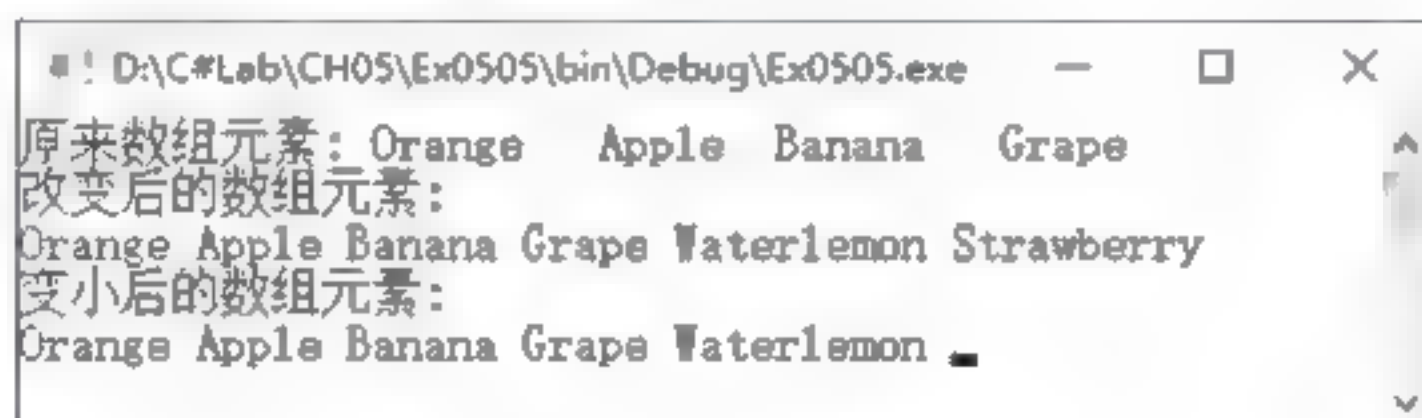 D:\C#Lab\CH05\Ex0505\bin\Debug\Ex0505.exe
原来数组元素: Orange Apple Banana Grape
改变后的数组元素:
Orange Apple Banana Grape Waterlemon Strawberry
变小后的数组元素:
Orange Apple Banana Grape Waterlemon